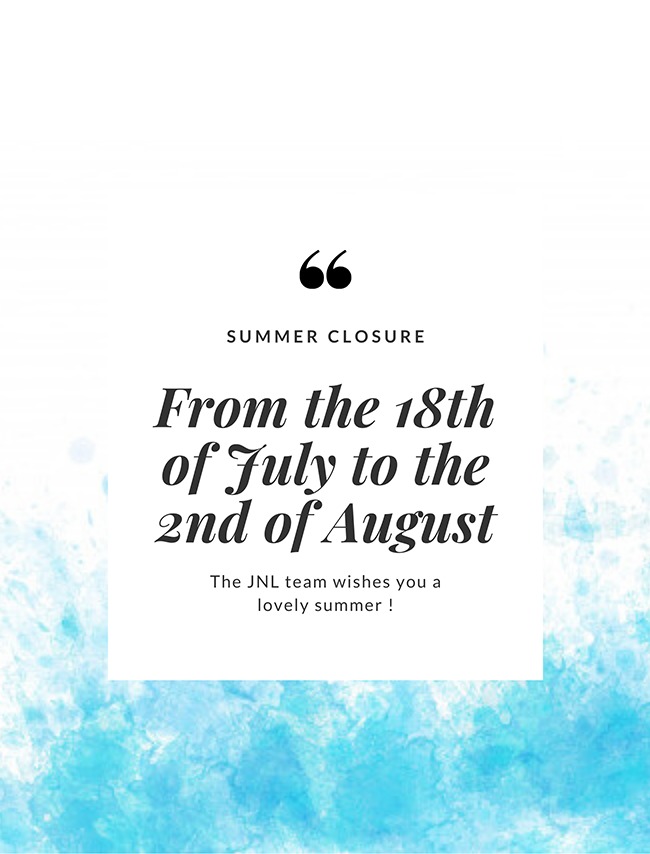 “
SUMMER CLOSURE
From the 18th
of July to the
2nd of August
The JNL team wishes you a
lovely summer !